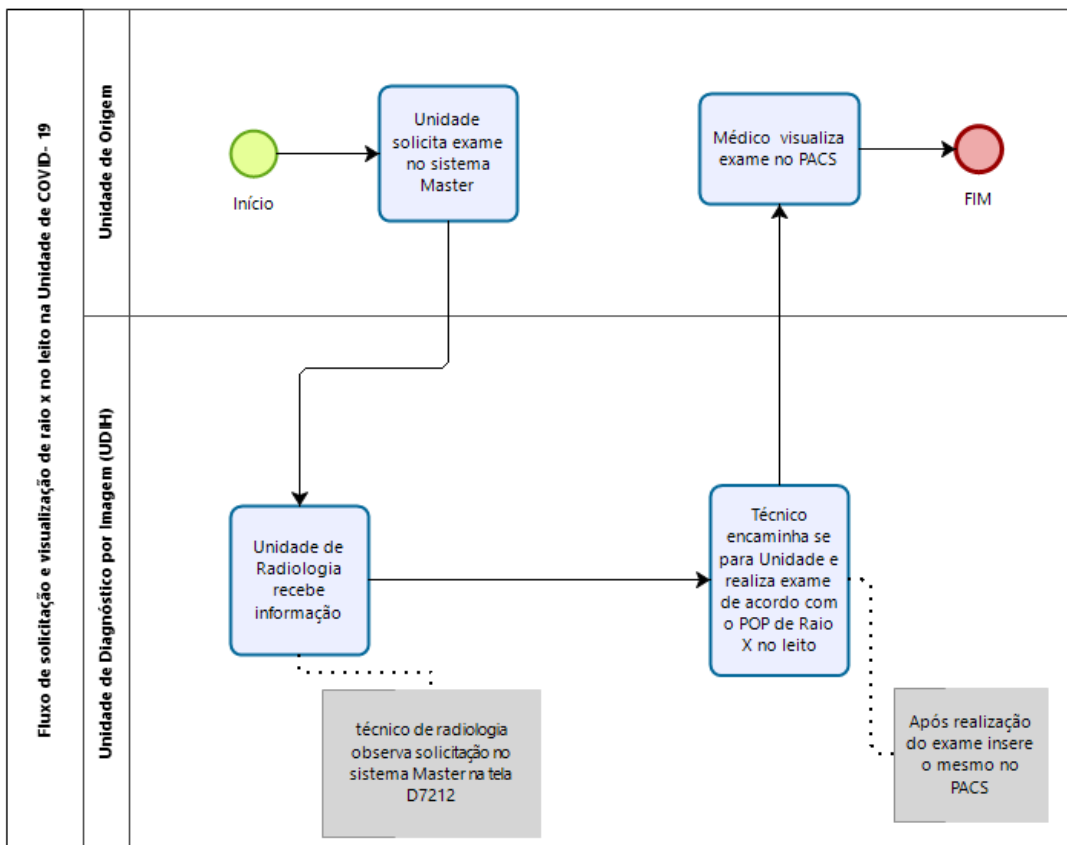 Fluxo de solicitação e visualização de raio x no leito na Unidade de COVID- 19
Unidade de Origem
Início
Unidade
solicita exame
no sistema
Master
Médico visualiza
exame no PACS
FIM
Unidade de Diagnóstico por Imagem (UDIH)
Unidade de
Radiologia
recebe
informação
técnico de radiologia
observa solicitação no
sistema Master na tela
D7212
Técnico
encaminha se
para Unidade e
realiza exame
de acordo com
o POP de Raio
X no leito
Após realização
do exame insere
o mesmo no
PACS